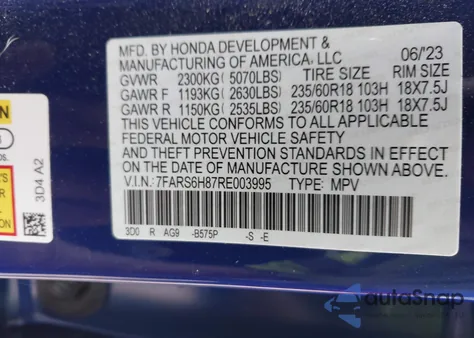 MFD. BY HONDA DEVELOPMENT &
MANUFACTURING OF AMERICA, LLC 06/'23
GVWR 2300KG ( 5070LBS) TIRE SIZE RIM SIZE
GAWR F 1193KG ( 2630LBS) 235/60R18 103H 18X7.5J
GAWR R 1150KG ( 2535LBS) 235/60R18 103H 18X7.5J
THIS VEHICLE CONFORMS TO ALL APPLICABLE
FEDERAL MOTOR VEHICLE SAFETY
AND THEFT PREVENTION STANDARDS IN EFFECT
ON THE DATE OF MANUFACTURE SHOWN ABOVE.
V.I.N.: 7FARS6H87RE003995 TYPE: MPV
3D0 R AG9 -B575P -S -E
3D4 A2
autoSnap